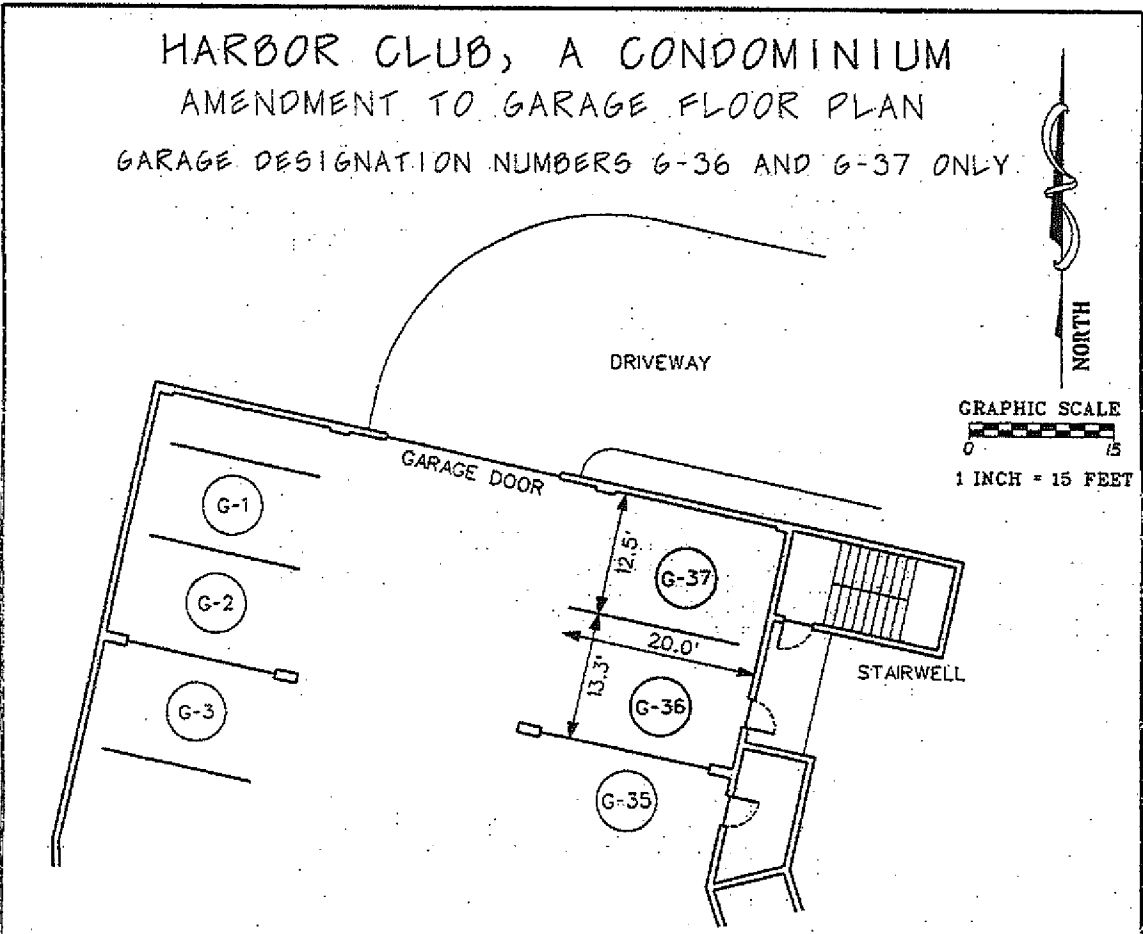 HARBOR CLUB, A CONDOMINIUM
AMENDMENT TO GARAGE FLOOR PLAN
GARAGE DESIGNATION NUMBERS G-36 AND G-37 ONLY
NORTH
DRIVEWAY
GRAPHIC SCALE
0 15
1 INCH = 15 FEET
GARAGE DOOR
G-1
12.5'
G-37
G-2
20.0'
STAIRWELL
13.3'
G-36
G-3
G-35